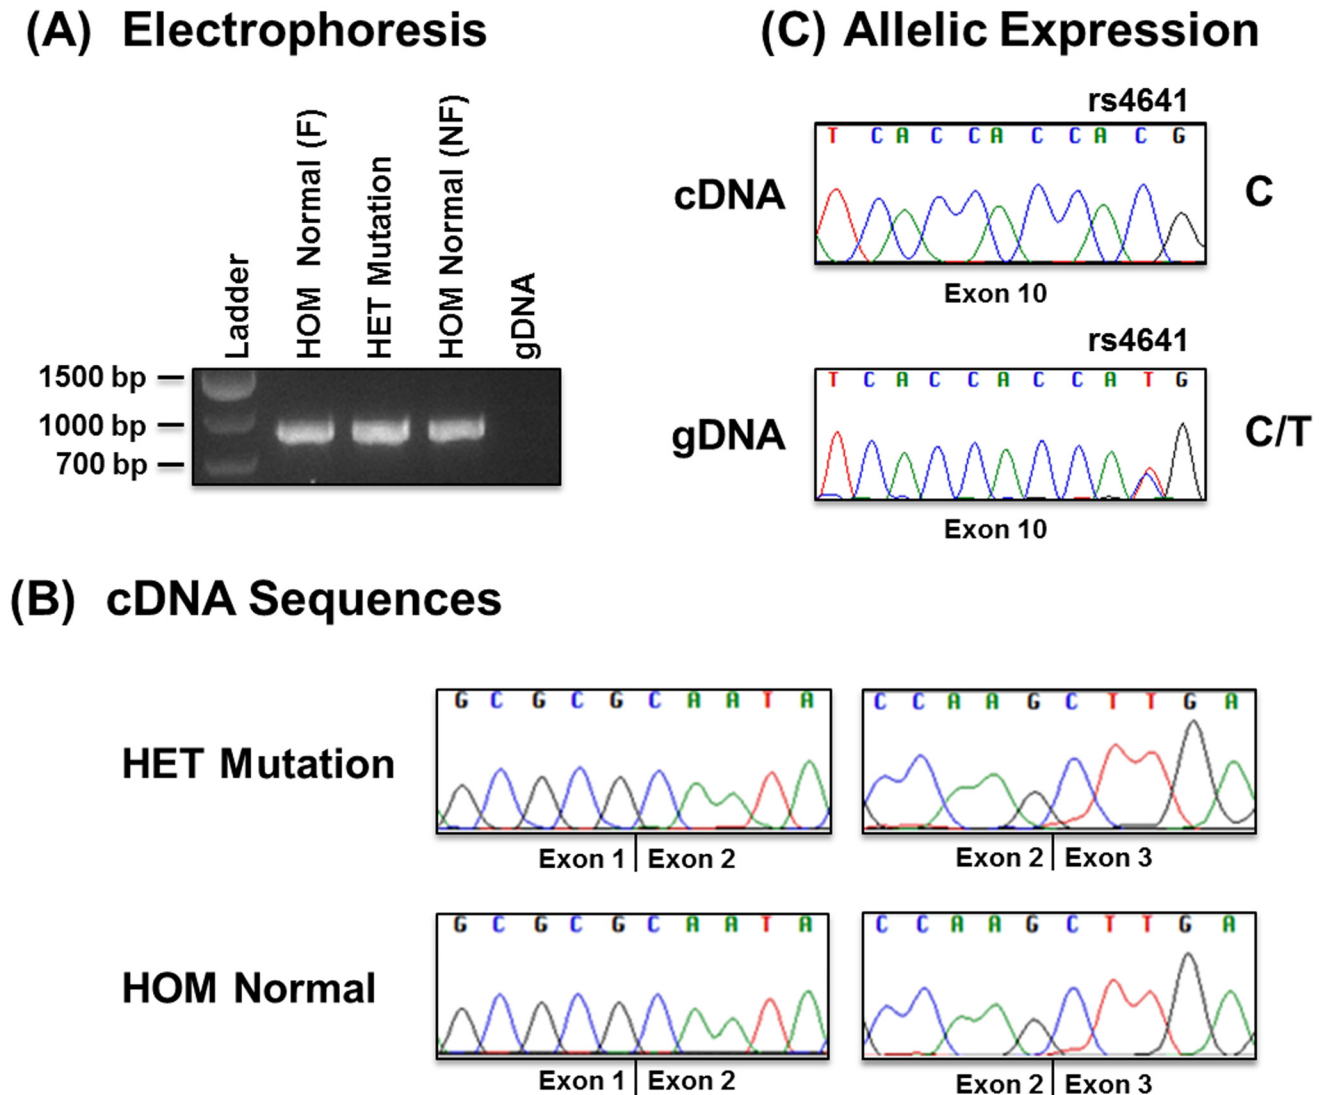 (A) Electrophoresis
Ladder
HOM Normal (F)
HET Mutation
HOM Normal (NF)
gDNA
1500 bp
1000 bp
700 bp
(C) Allelic Expression
rs4641
T C A C C A C C A C G
cDNA
C
Exon 10
rs4641
T C A C C A C C A T G
gDNA
C/T
Exon 10
(B) cDNA Sequences
G C G C G C A A T A
C C A A G C T T G A
HET Mutation
Exon 1 | Exon 2
Exon 2 | Exon 3
G C G C G C A A T A
C C A A G C T T G A
HOM Normal
Exon 1 | Exon 2
Exon 2 | Exon 3